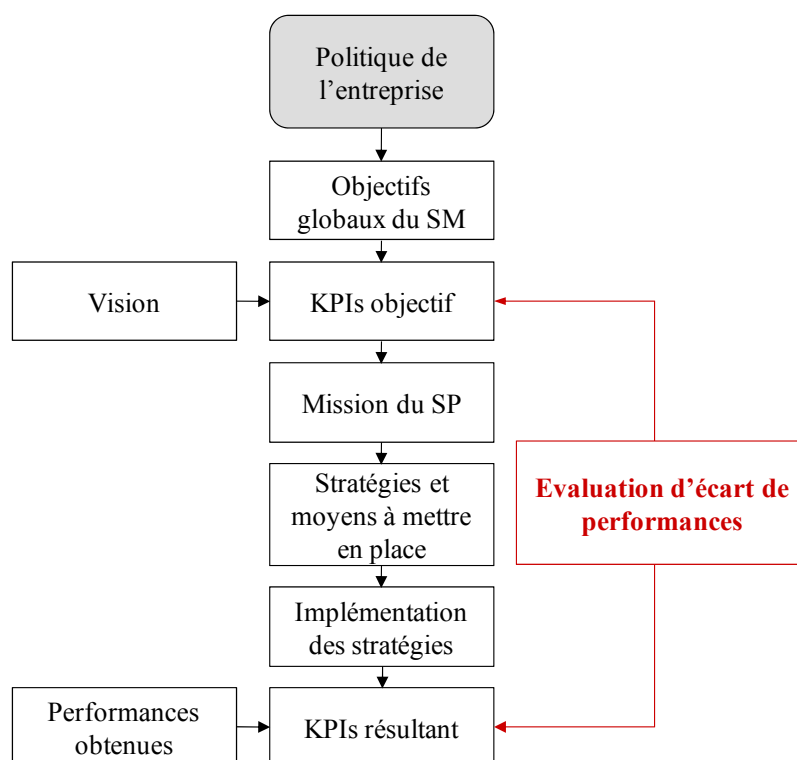 Politique de
l’entreprise
Objectifs
globaux du SM
Vision
KPIs objectif
Mission du SP
Stratégies et
moyens à mettre
en place
Evaluation d’écart de
performances
Implémentation
des stratégies
Performances
obtenues
KPIs résultant